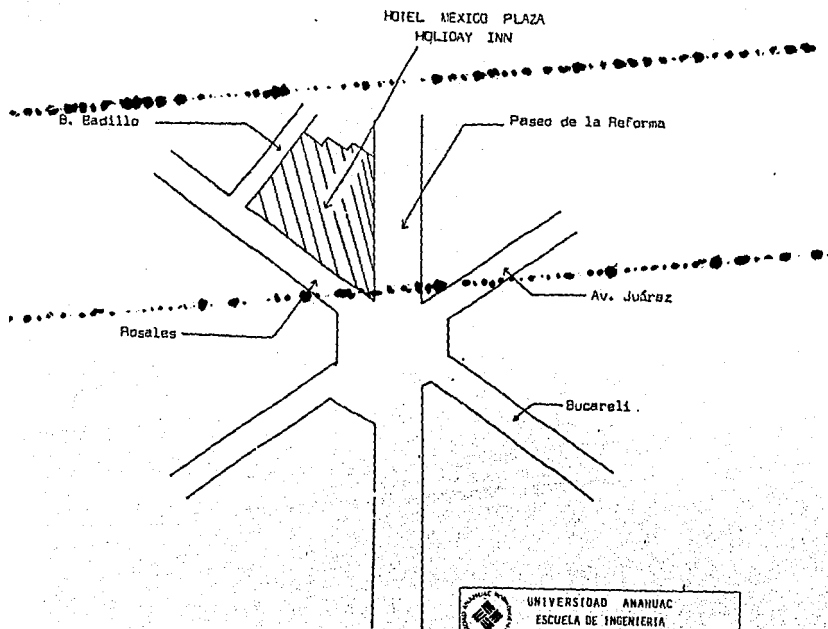 HOTEL MEXICO PLAZA
HOLIDAY INN
B. Badillo
Paseo de la Reforma
Av. Juárez
Rosales
Bucareli
UNIVERSIDAD ANAHUAC
ESCUELA DE INGENIERIA